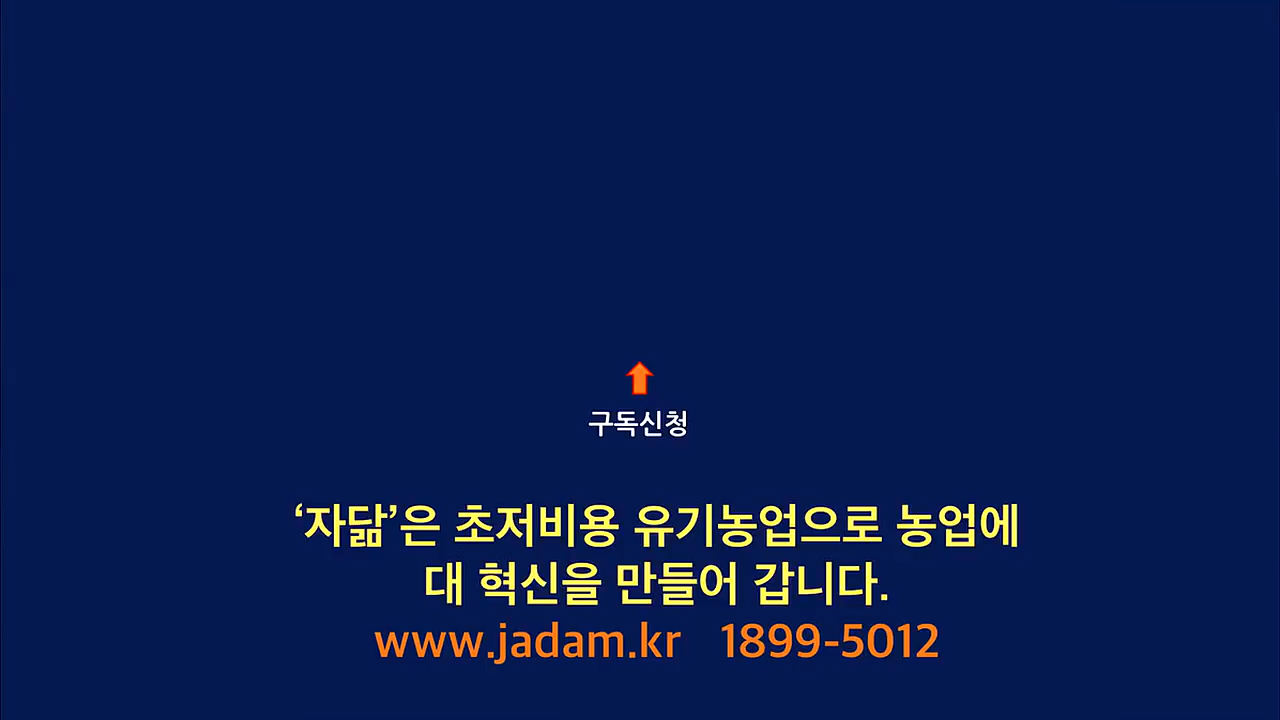 구독신청
‘자닮’은 초저비용 유기농업으로 농업에
대 혁신을 만들어 갑니다.
www.jadam.kr 1899-5012